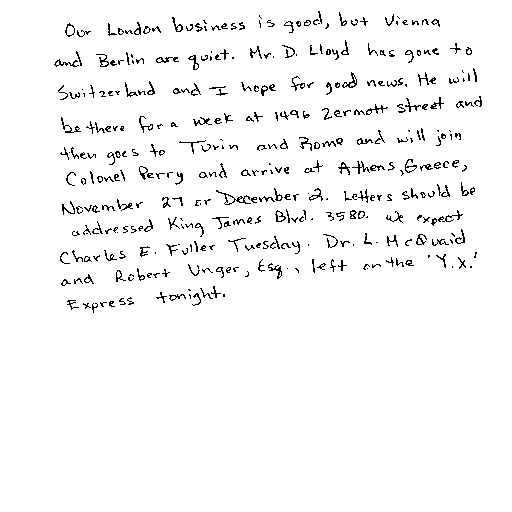 Our London business is good, but Vienna
and Berlin are quiet. Mr. D. Lloyd has gone to
Switzerland and I hope for good news. He will
be there for a week at 1496 Zermott street and
then goes to Turin and Rome and will join
Colonel Perry and arrive at Athens, Greece,
November 27 or December 2. Letters should be
addressed King James Blvd. 3580. We expect
Charles E. Fuller Tuesday. Dr. L. McQuaid
and Robert Unger, Esq., left on the 'Y.X.'
Express tonight.